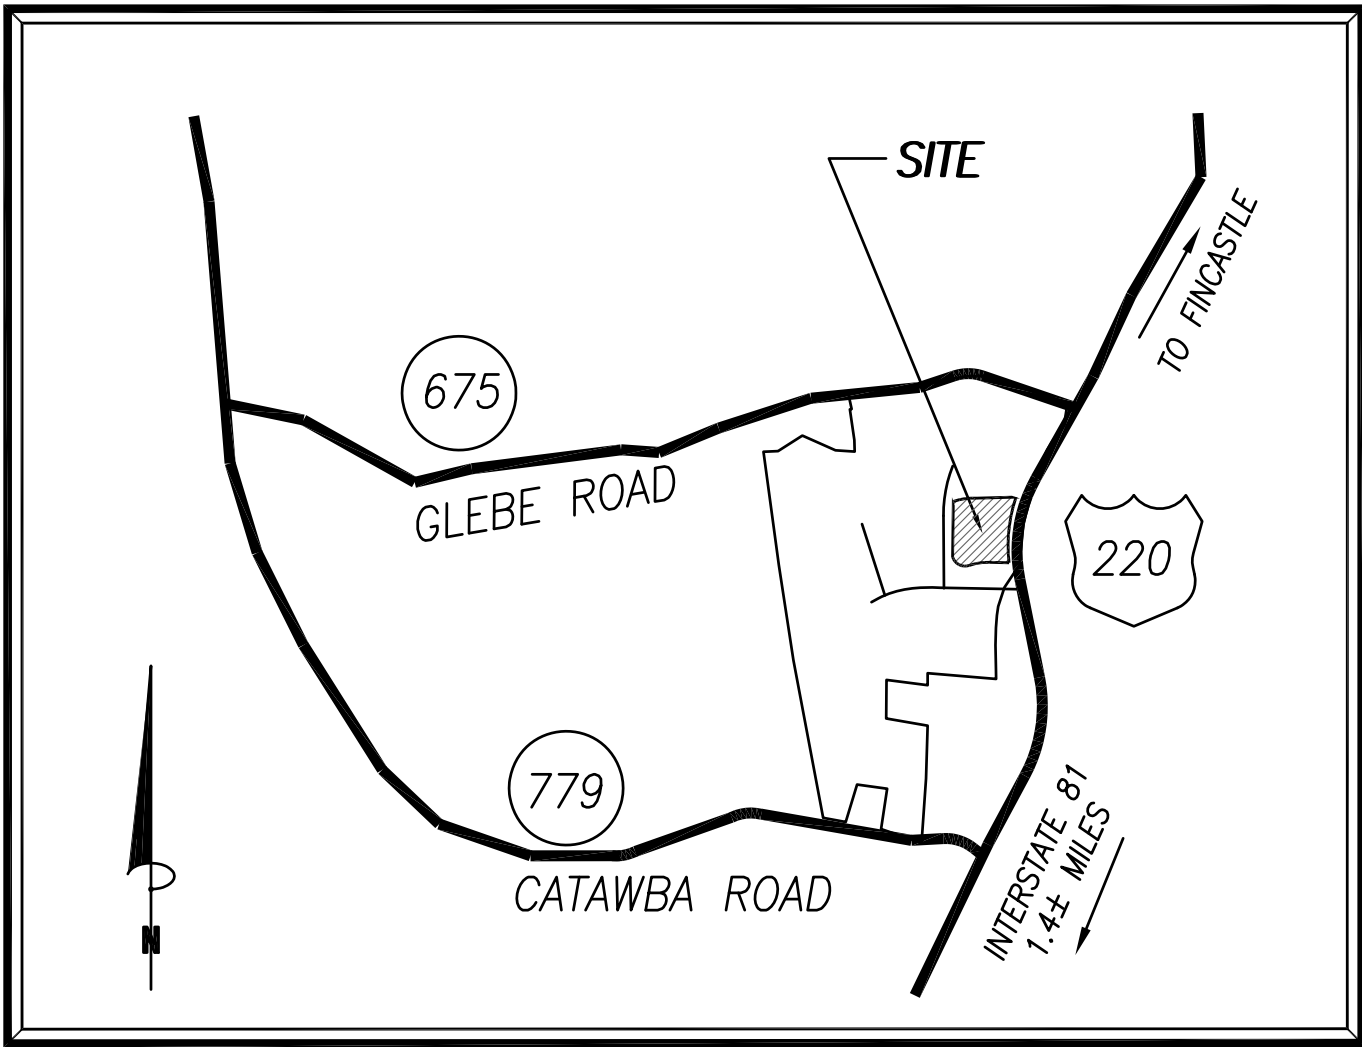 SITE
TO FINCASTLE
675
GLEBE ROAD
220
779
CATAWBA ROAD
INTERSTATE 81
1.4± MILES
N